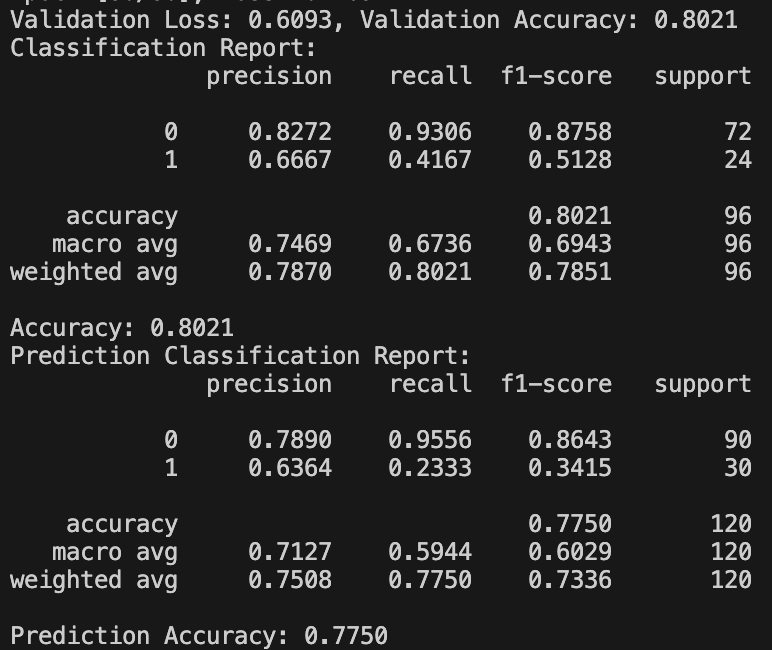 Validation Loss: 0.6093, Validation Accuracy: 0.8021
Classification Report:
precision recall f1-score support
0 0.8272 0.9306 0.8758 72
1 0.6667 0.4167 0.5128 24
accuracy 0.8021 96
macro avg 0.7469 0.6736 0.6943 96
weighted avg 0.7870 0.8021 0.7851 96
Accuracy: 0.8021
Prediction Classification Report:
precision recall f1-score support
0 0.7890 0.9556 0.8643 90
1 0.6364 0.2333 0.3415 30
accuracy 0.7750 120
macro avg 0.7127 0.5944 0.6029 120
weighted avg 0.7508 0.7750 0.7336 120
Prediction Accuracy: 0.7750